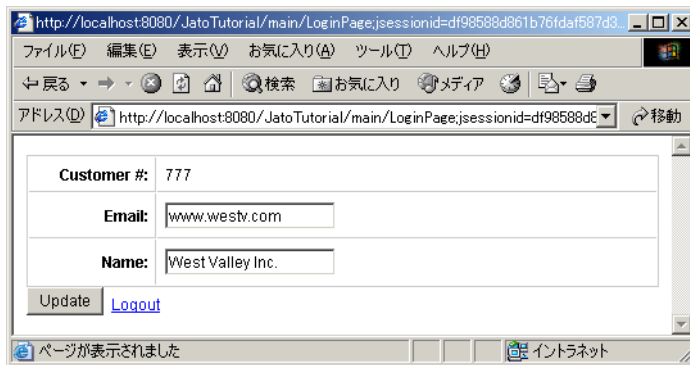 http://localhost:8080/JatoTutorial/main/LoginPage;jsessionid=df98588d861b76fdaf587d3...
ファイル(F) 編集(E) 表示(V) お気に入り(A) ツール(T) ヘルプ(H)
戻る 検索 お気に入り メディア
アドレス(D) http://localhost:8080/JatoTutorial/main/LoginPage;jsessionid=df98588d8 移動
Customer #: 777
Email: www.westv.com
Name: West Valley Inc.
Update Logout
ページが表示されました イントラネット